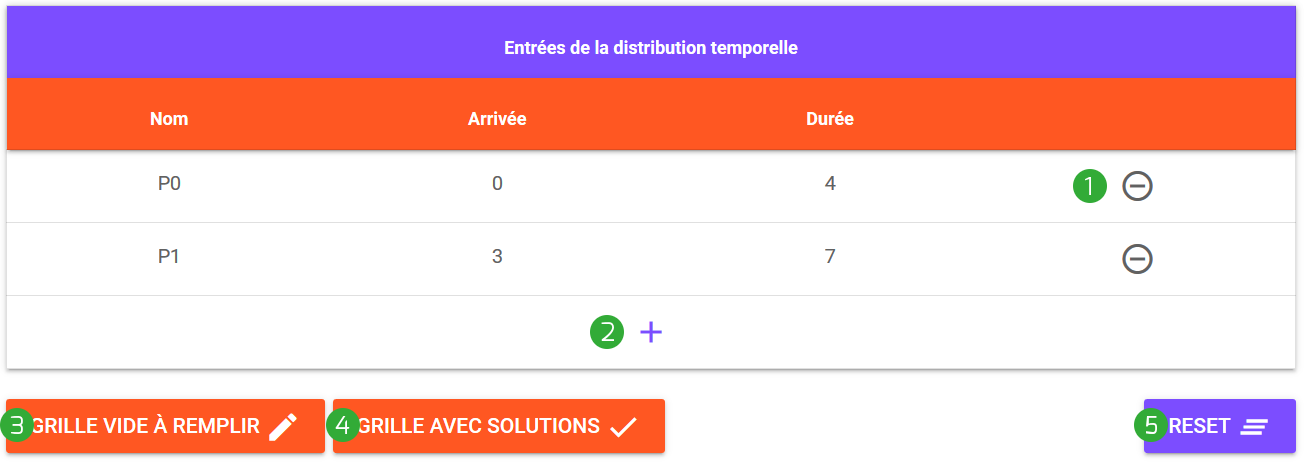 Entrées de la distribution temporelle
Nom Arrivée Durée
P0 0 4 1
P1 3 7
2 +
3 GRILLE VIDE À REMPLIR 4 GRILLE AVEC SOLUTIONS 5 RESET